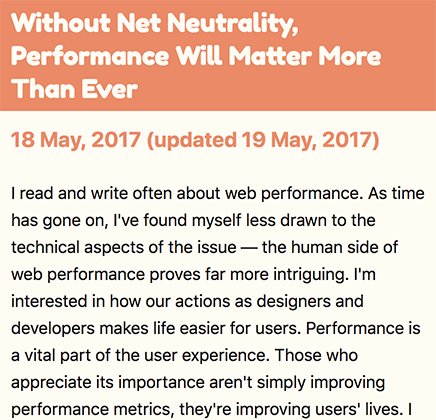 Without Net Neutrality,
Performance Will Matter More
Than Ever
18 May, 2017 (updated 19 May, 2017)
I read and write often about web performance. As time
has gone on, I've found myself less drawn to the
technical aspects of the issue — the human side of
web performance proves far more intriguing. I'm
interested in how our actions as designers and
developers makes life easier for users. Performance is
a vital part of the user experience. Those who
appreciate its importance aren't simply improving
performance metrics, they're improving users' lives. I